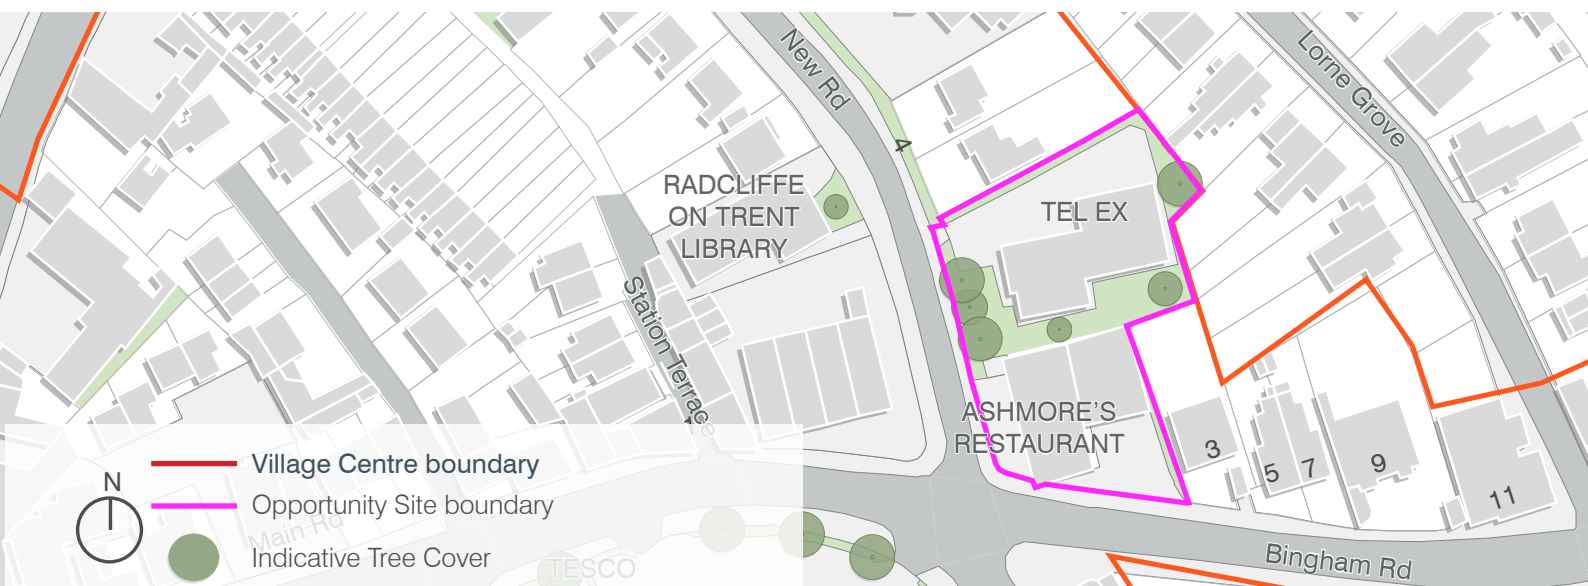 New Rd
Lorne Grove
4
RADCLIFFE
ON TRENT
LIBRARY
TEL EX
Station Terrace
ASHMORE'S
RESTAURANT
3
5
7
9
11
N
Village Centre boundary
Opportunity Site boundary
Main Rd
Indicative Tree Cover
TESCO
Bingham Rd